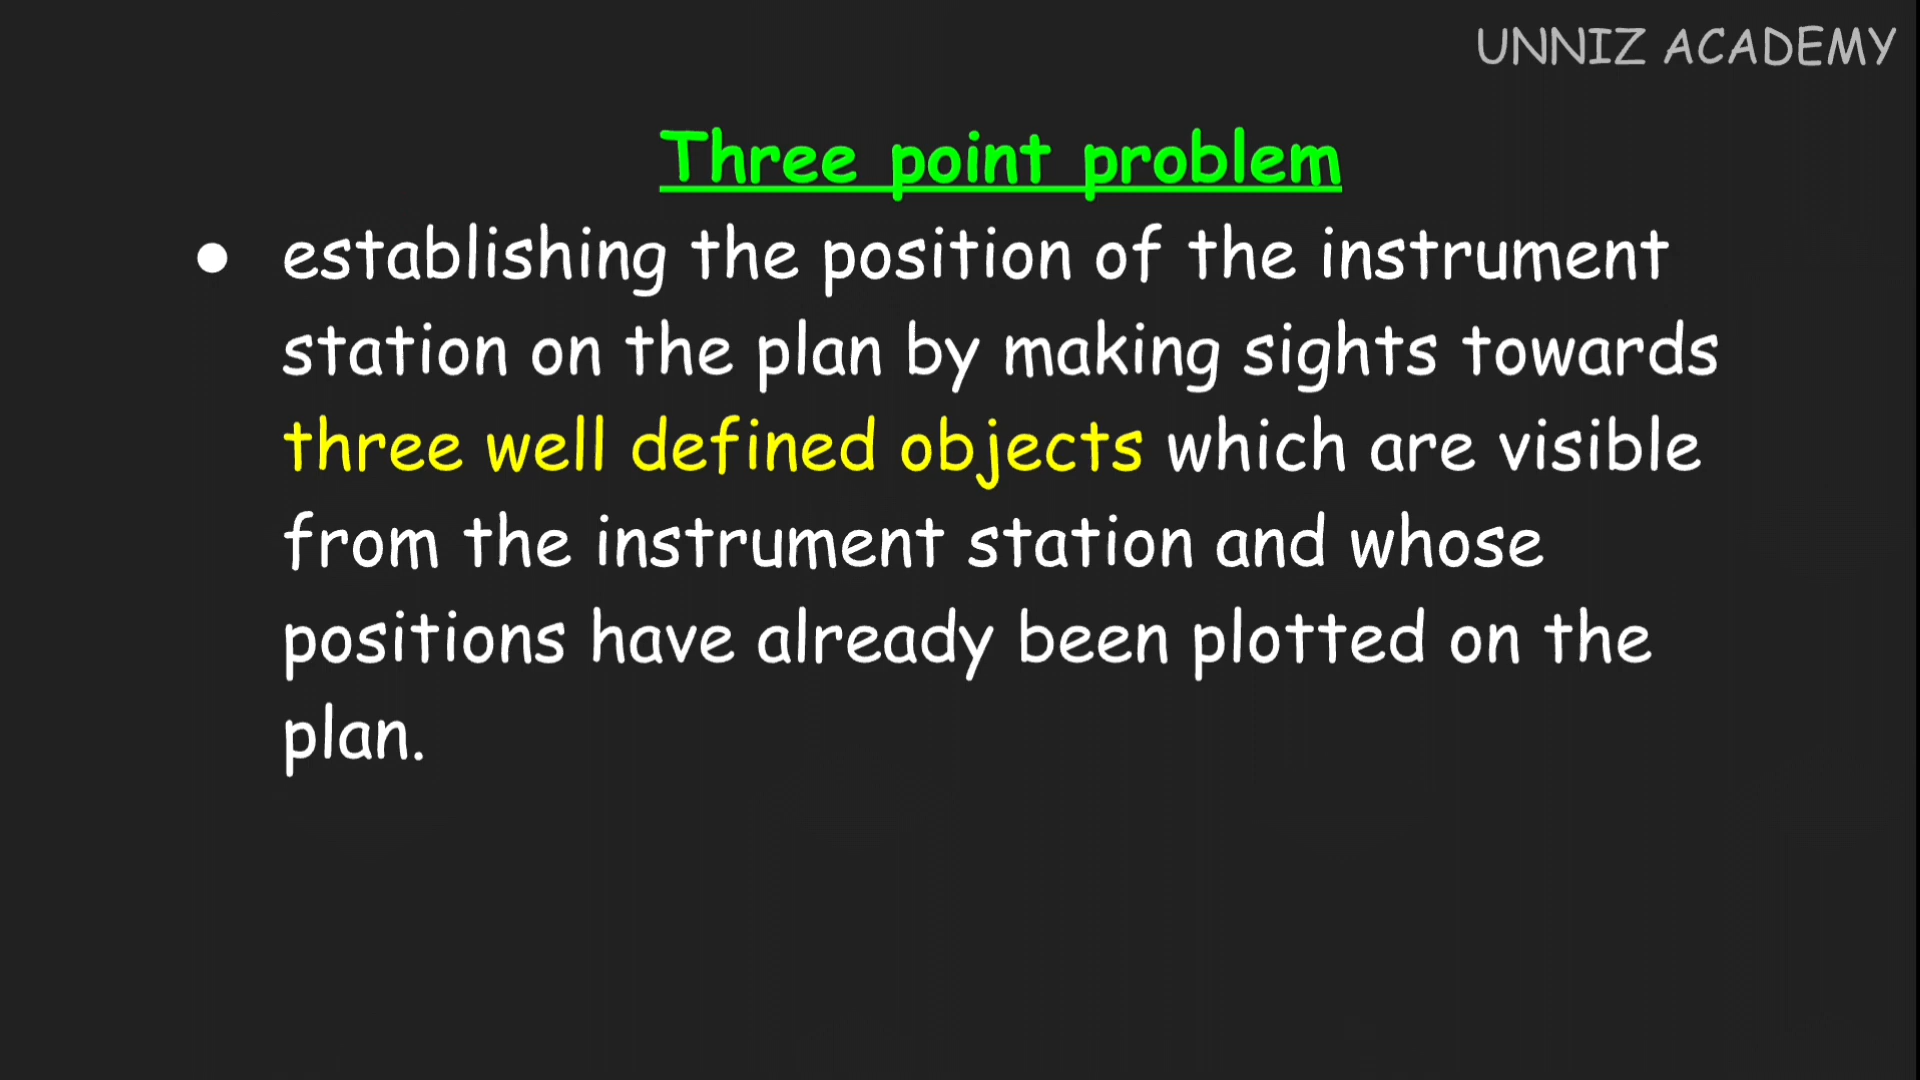 UNNIZ ACADEMY
Three point problem
● establishing the position of the instrument
station on the plan by making sights towards
three well defined objects which are visible
from the instrument station and whose
positions have already been plotted on the
plan.